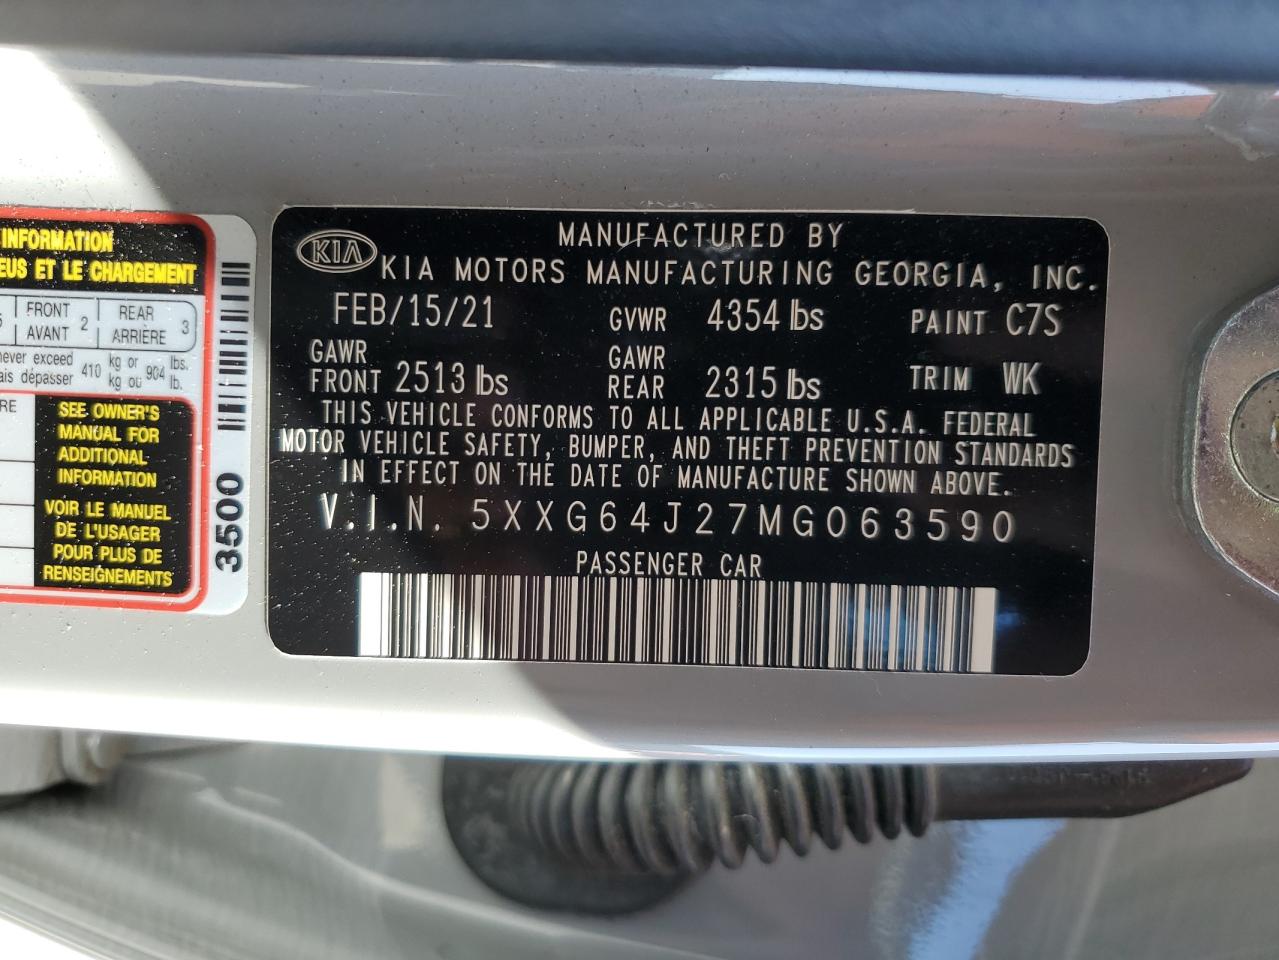 INFORMATION
EUS ET LE CHARGEMENT
FRONT 2 REAR 3
AVANT ARRIÈRE
never exceed 410 kg or 904 lbs.
ais dépasser kg ou lb.
RE
SEE OWNER'S
MANUAL FOR
ADDITIONAL
INFORMATION
VOIR LE MANUEL
DE L'USAGER
POUR PLUS DE
RENSEIGNEMENTS
3500
KIA
MANUFACTURED BY
KIA MOTORS MANUFACTURING GEORGIA, INC.
FEB/15/21 GVWR 4354 lbs PAINT C7S
GAWR GAWR
FRONT 2513 lbs REAR 2315 lbs TRIM WK
THIS VEHICLE CONFORMS TO ALL APPLICABLE U.S.A. FEDERAL
MOTOR VEHICLE SAFETY, BUMPER, AND THEFT PREVENTION STANDARDS
IN EFFECT ON THE DATE OF MANUFACTURE SHOWN ABOVE.
V.I.N. 5XXG64J27MG063590
PASSENGER CAR